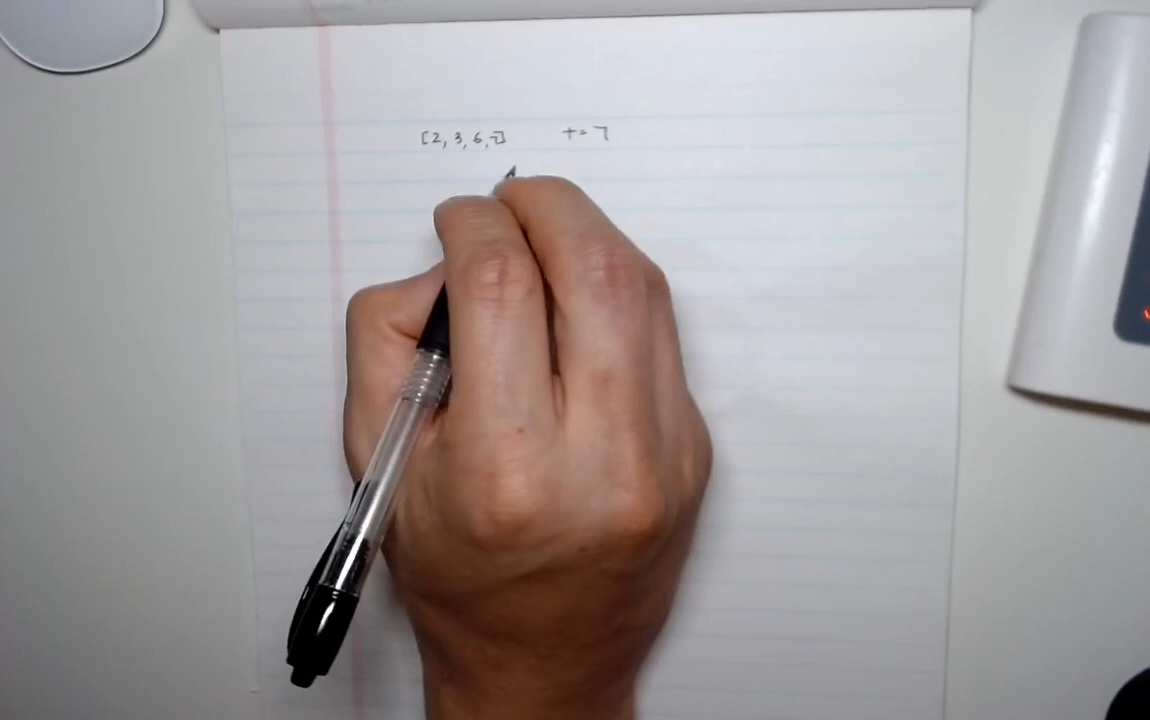 [2, 3, 6, 7] t = 7